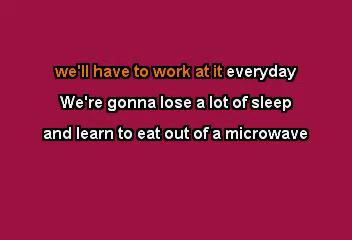 we'll have to work at it everyday
We're gonna lose a lot of sleep
and learn to eat out of a microwave